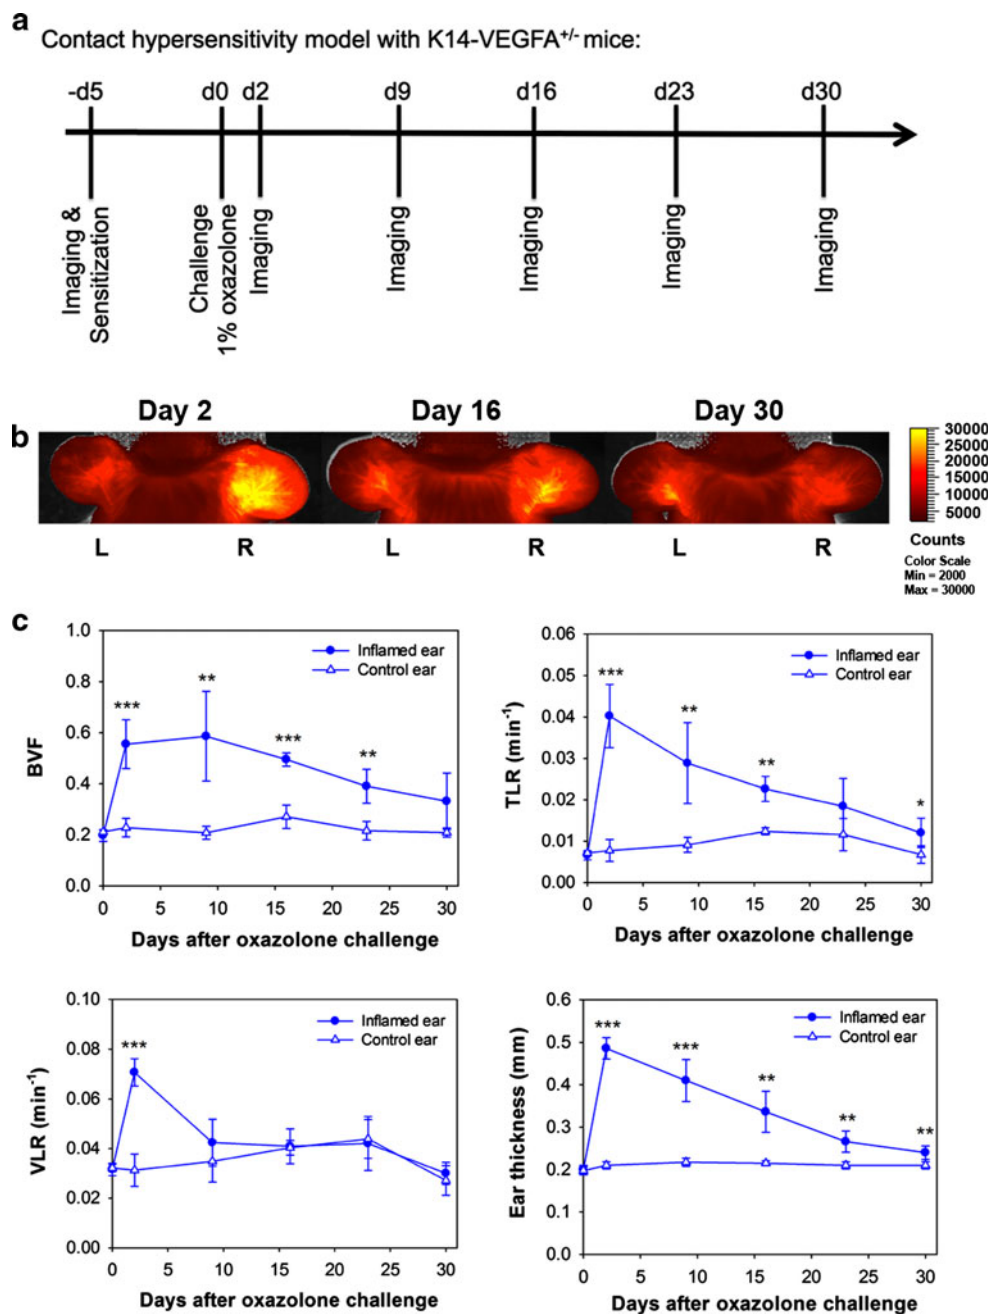 a
Contact hypersensitivity model with K14-VEGFA+/- mice:
-d5 d0 d2 d9 d16 d23 d30
Imaging &
Sensitization
Challenge
1% oxazolone
Imaging
Imaging
Imaging
Imaging
Imaging
b
Day 2 Day 16 Day 30
L R L R L R
30000
25000
20000
15000
10000
5000
Counts
Color Scale
Min = 2000
Max = 30000
c
BVF
1.0
0.8
0.6
0.4
0.2
0.0
Inflamed ear
Control ear
***
**
***
**
0 5 10 15 20 25 30
Days after oxazolone challenge
TLR (min-1)
0.06
0.05
0.04
0.03
0.02
0.01
0.00
Inflamed ear
Control ear
***
**
**
*
0 5 10 15 20 25 30
Days after oxazolone challenge
VLR (min-1)
0.10
0.08
0.06
0.04
0.02
0.00
Inflamed ear
Control ear
***
0 5 10 15 20 25 30
Days after oxazolone challenge
Ear thickness (mm)
0.6
0.5
0.4
0.3
0.2
0.1
0.0
Inflamed ear
Control ear
***
***
**
**
**
0 5 10 15 20 25 30
Days after oxazolone challenge